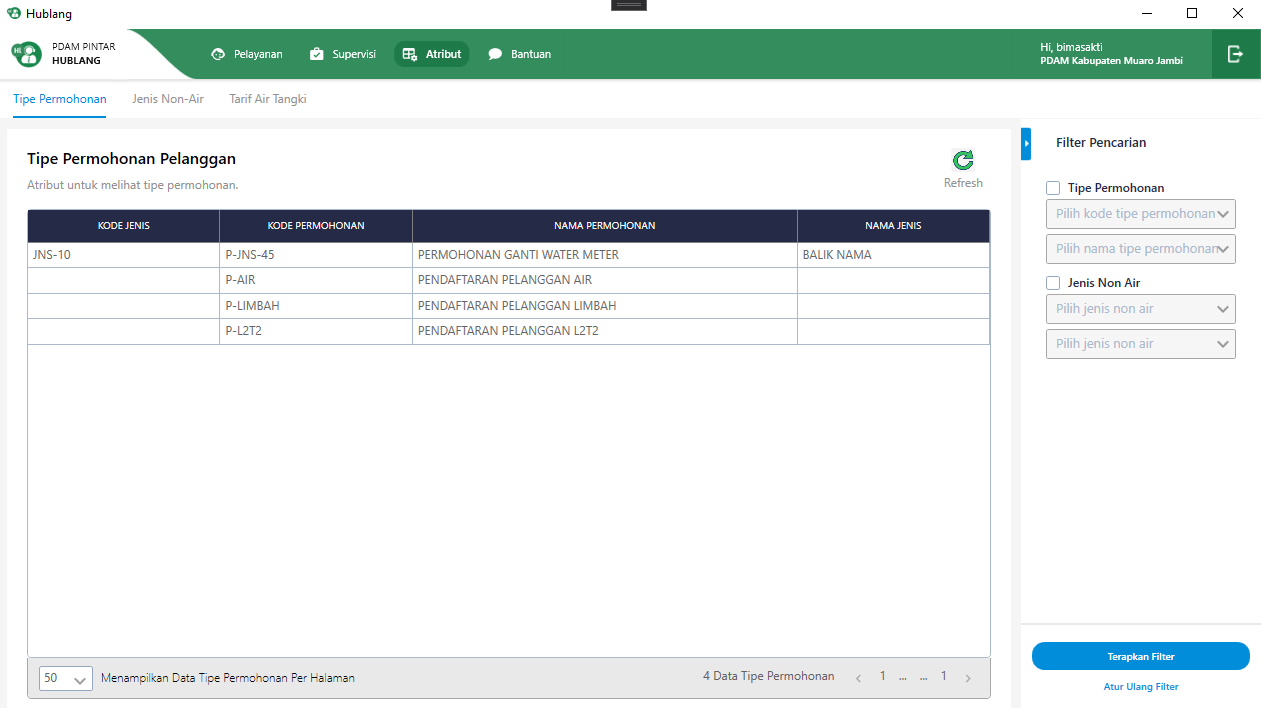 Hublang
PDAM PINTAR
HUBLANG
Pelayanan
Supervisi
Atribut
Bantuan
Hi, bimasakti
PDAM Kabupaten Muaro Jambi
Tipe Permohonan
Jenis Non-Air
Tarif Air Tangki
Tipe Permohonan Pelanggan
Atribut untuk melihat tipe permohonan.
Refresh
KODE JENIS KODE PERMOHONAN NAMA PERMOHONAN NAMA JENIS
JNS-10 P-JNS-45 PERMOHONAN GANTI WATER METER BALIK NAMA
P-AIR PENDAFTARAN PELANGGAN AIR
P-LIMBAH PENDAFTARAN PELANGGAN LIMBAH
P-L2T2 PENDAFTARAN PELANGGAN L2T2
50 Menampilkan Data Tipe Permohonan Per Halaman
4 Data Tipe Permohonan ‹ 1 ... ... 1 ›
Filter Pencarian
Tipe Permohonan
Pilih kode tipe permohonan
Pilih nama tipe permohonan
Jenis Non Air
Pilih jenis non air
Pilih jenis non air
Terapkan Filter
Atur Ulang Filter